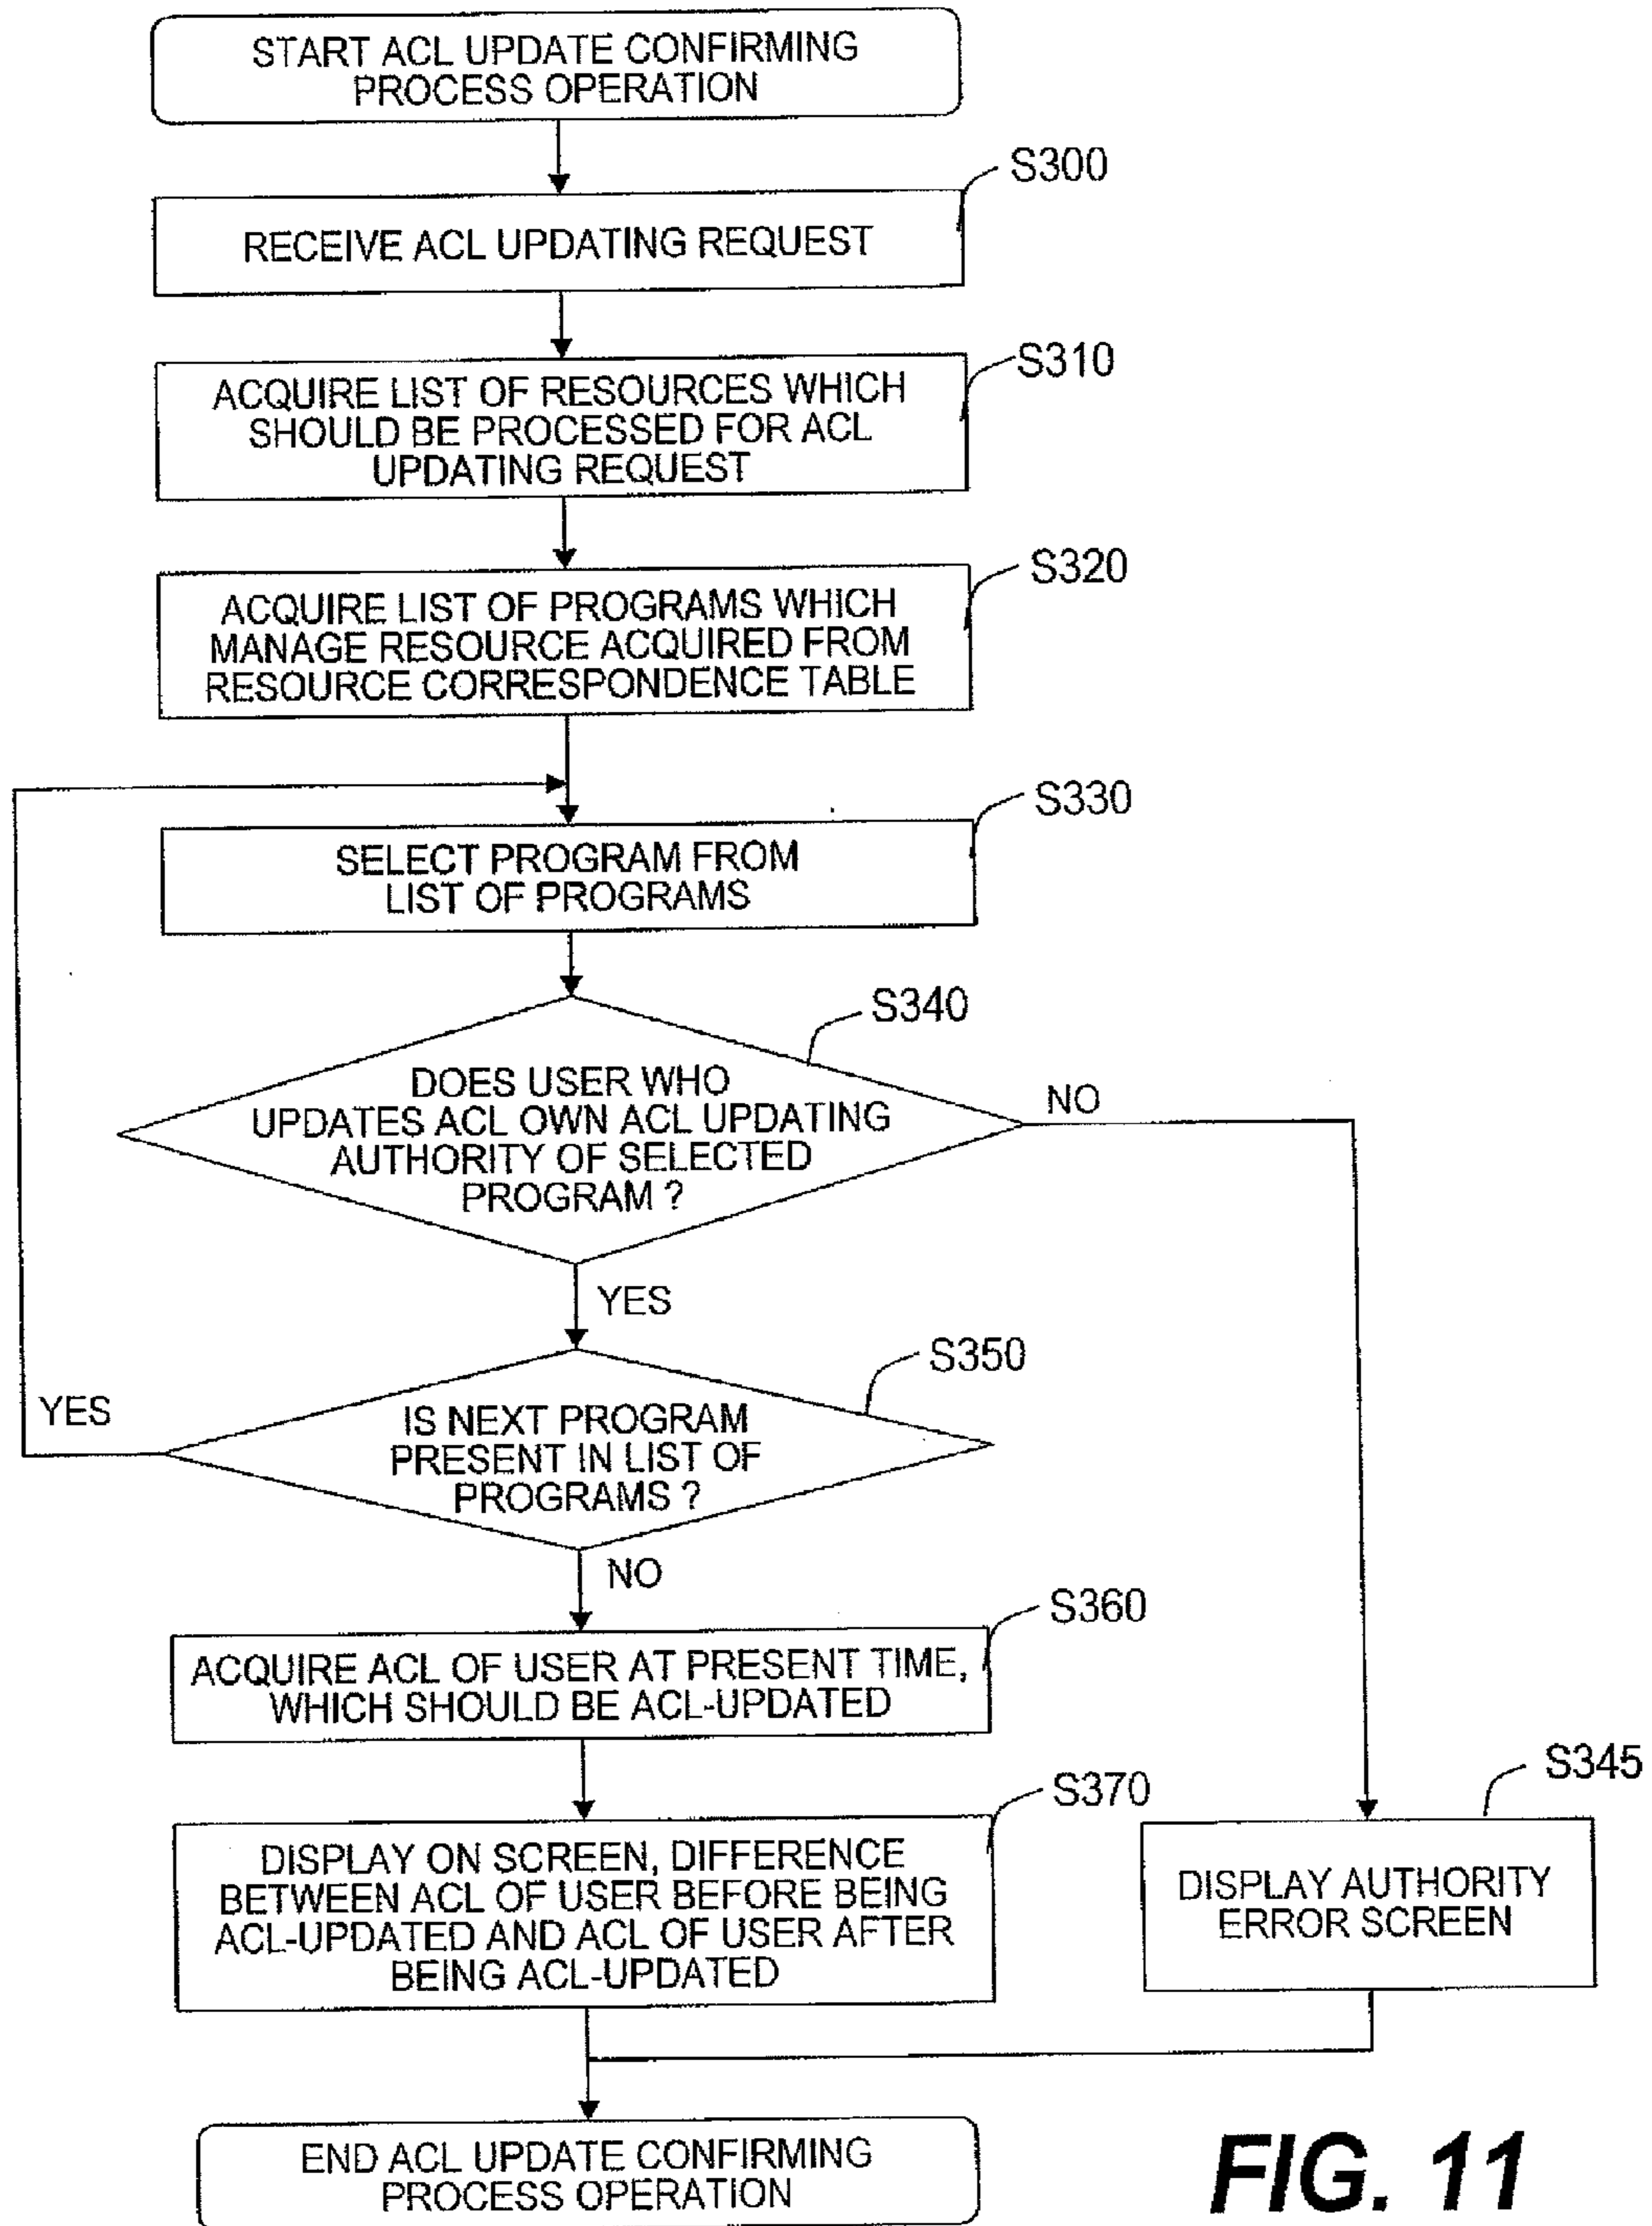 START ACL UPDATE CONFIRMING
PROCESS OPERATION
S300
RECEIVE ACL UPDATING REQUEST
S310
ACQUIRE LIST OF RESOURCES WHICH
SHOULD BE PROCESSED FOR ACL
UPDATING REQUEST
S320
ACQUIRE LIST OF PROGRAMS WHICH
MANAGE RESOURCE ACQUIRED FROM
RESOURCE CORRESPONDENCE TABLE
S330
SELECT PROGRAM FROM
LIST OF PROGRAMS
S340
DOES USER WHO
UPDATES ACL OWN ACL UPDATING
AUTHORITY OF SELECTED
PROGRAM ?
NO
YES
S350
YES
IS NEXT PROGRAM
PRESENT IN LIST OF
PROGRAMS ?
NO
S360
ACQUIRE ACL OF USER AT PRESENT TIME,
WHICH SHOULD BE ACL-UPDATED
S370
DISPLAY ON SCREEN, DIFFERENCE
BETWEEN ACL OF USER BEFORE BEING
ACL-UPDATED AND ACL OF USER AFTER
BEING ACL-UPDATED
S345
DISPLAY AUTHORITY
ERROR SCREEN
END ACL UPDATE CONFIRMING
PROCESS OPERATION
FIG. 11